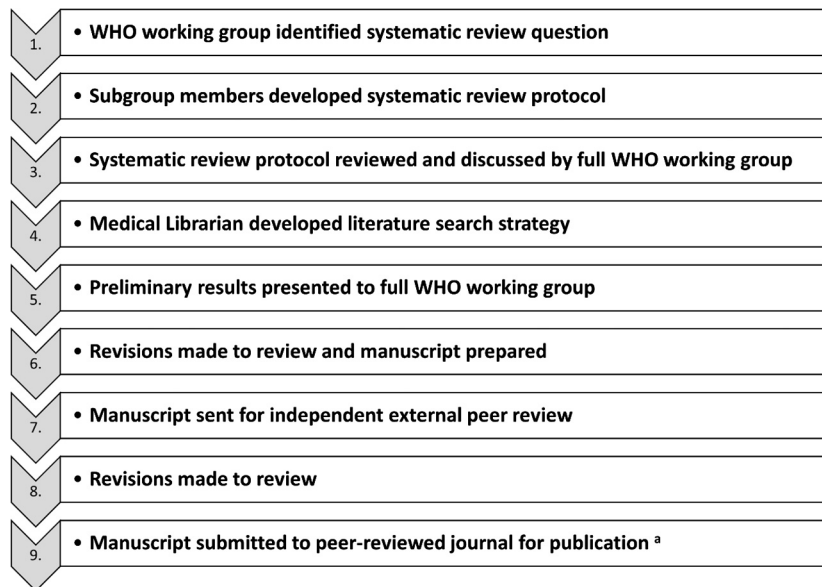 1. • WHO working group identified systematic review question
2. • Subgroup members developed systematic review protocol
3. • Systematic review protocol reviewed and discussed by full WHO working group
4. • Medical Librarian developed literature search strategy
5. • Preliminary results presented to full WHO working group
6. • Revisions made to review and manuscript prepared
7. • Manuscript sent for independent external peer review
8. • Revisions made to review
9. • Manuscript submitted to peer-reviewed journal for publication ᵃ